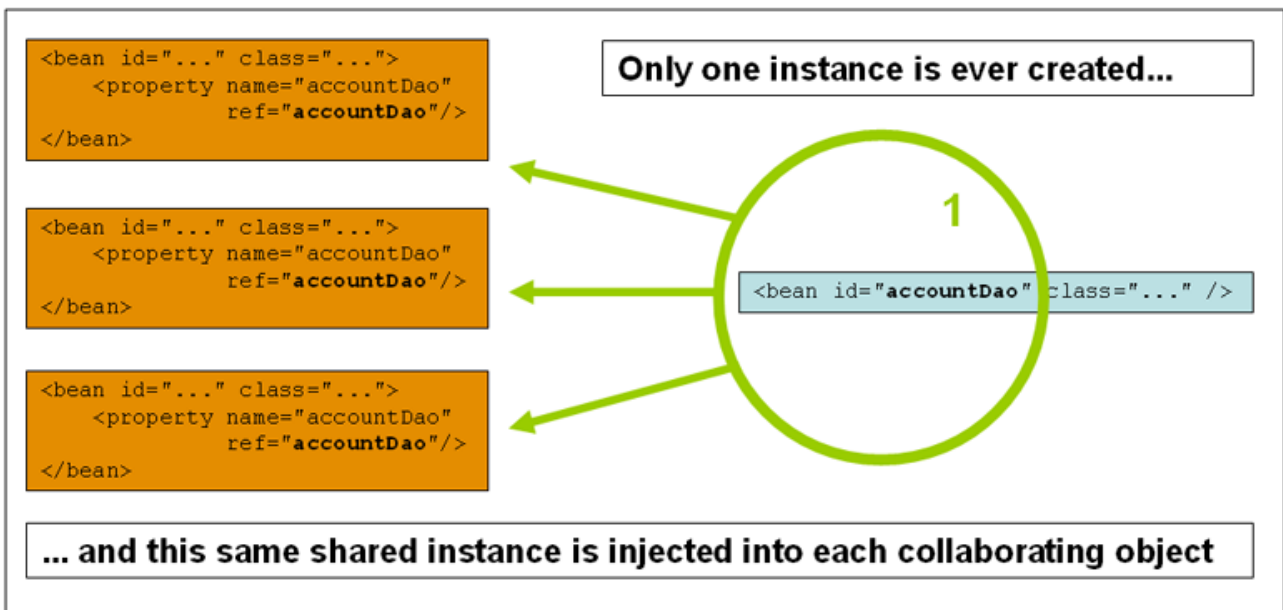 <bean id="..." class="...">
    <property name="accountDao"
              ref="accountDao"/>
</bean>
Only one instance is ever created...
1
<bean id="..." class="...">
    <property name="accountDao"
              ref="accountDao"/>
</bean>
<bean id="accountDao" class="..." />
<bean id="..." class="...">
    <property name="accountDao"
              ref="accountDao"/>
</bean>
... and this same shared instance is injected into each collaborating object